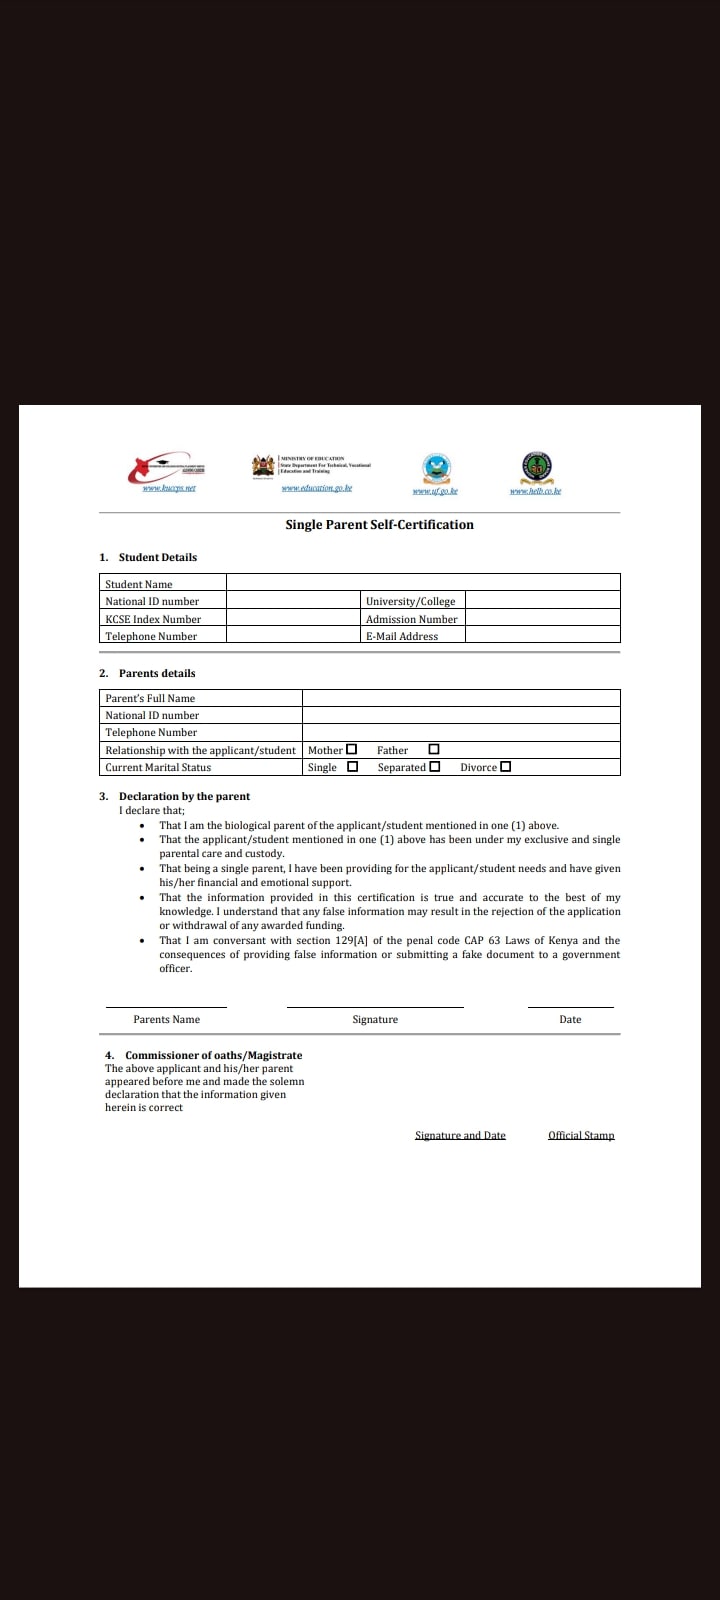 MINISTRY OF EDUCATION
State Department For Technical, Vocational
Education and Training
www.kuccps.net www.education.go.ke www.uf.go.ke www.helb.co.ke
Single Parent Self-Certification
1. Student Details
Student Name
National ID number University/College
KCSE Index Number Admission Number
Telephone Number E-Mail Address
2. Parents details
Parent's Full Name
National ID number
Telephone Number
Relationship with the applicant/student Mother Father
Current Marital Status Single Separated Divorce
3. Declaration by the parent
I declare that;
• That I am the biological parent of the applicant/student mentioned in one (1) above.
• That the applicant/student mentioned in one (1) above has been under my exclusive and single
parental care and custody.
• That being a single parent, I have been providing for the applicant/student needs and have given
his/her financial and emotional support.
• That the information provided in this certification is true and accurate to the best of my
knowledge. I understand that any false information may result in the rejection of the application
or withdrawal of any awarded funding.
• That I am conversant with section 129[A] of the penal code CAP 63 Laws of Kenya and the
consequences of providing false information or submitting a fake document to a government
officer.
Parents Name Signature Date
4. Commissioner of oaths/Magistrate
The above applicant and his/her parent
appeared before me and made the solemn
declaration that the information given
herein is correct
Signature and Date Official Stamp